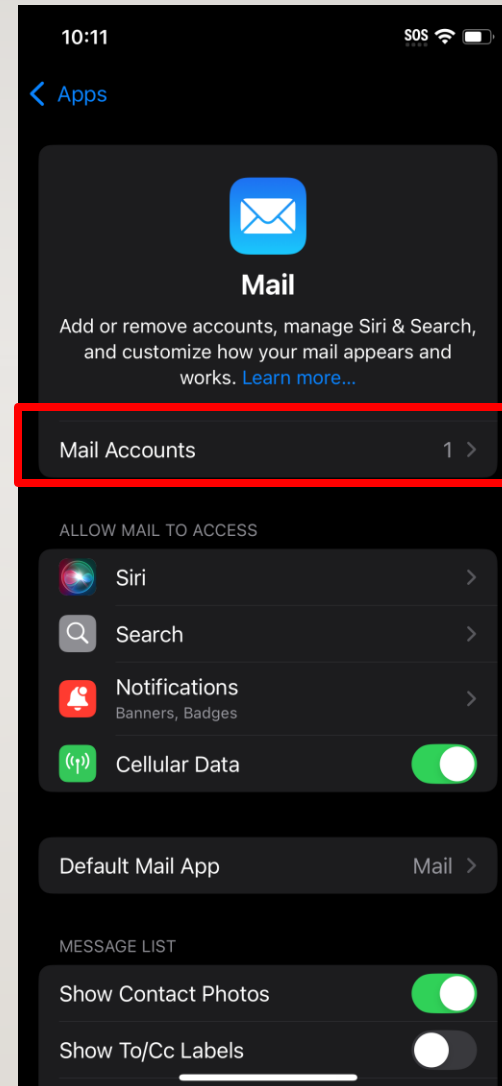 10:11
SOS
Apps
Mail
Add or remove accounts, manage Siri & Search,
and customize how your mail appears and
works. Learn more...
Mail Accounts 1
ALLOW MAIL TO ACCESS
Siri
Search
Notifications
Banners, Badges
Cellular Data
Default Mail App Mail
MESSAGE LIST
Show Contact Photos
Show To/Cc Labels